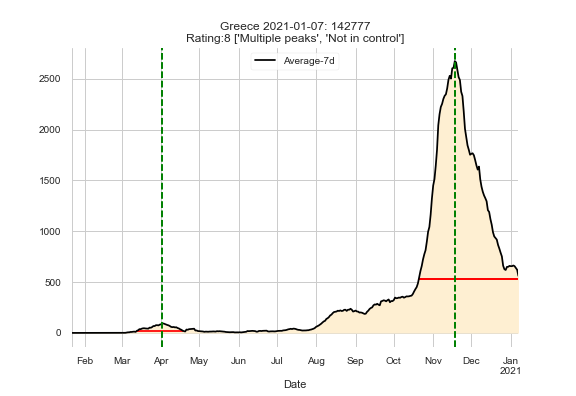 Greece 2021-01-07: 142777
Rating:8 ['Multiple peaks', 'Not in control']
Average-7d
2500
2000
1500
1000
500
0
Feb Mar Apr May Jun Jul Aug Sep Oct Nov Dec Jan
2021
Date